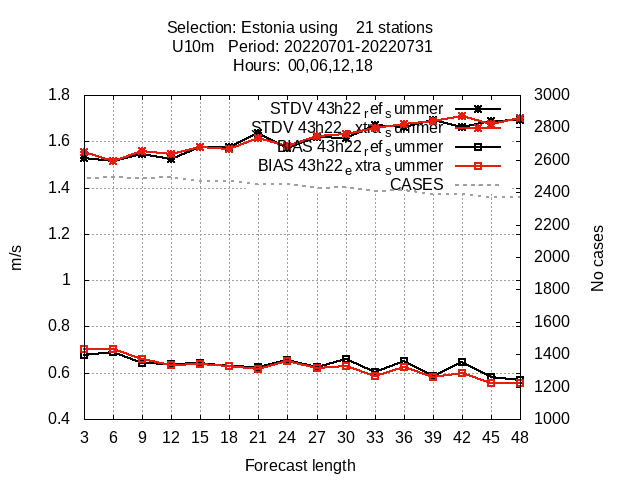 Selection: Estonia using    21 stations
U10m   Period: 20220701-20220731
Hours:  00,06,12,18
STDV 43h22_ref_summer
STDV 43h22_extra_summer
BIAS 43h22_ref_summer
BIAS 43h22_extra_summer
CASES
m/s
1.8
1.6
1.4
1.2
1
0.8
0.6
0.4
No cases
3000
2800
2600
2400
2200
2000
1800
1600
1400
1200
1000
3 6 9 12 15 18 21 24 27 30 33 36 39 42 45 48
Forecast length